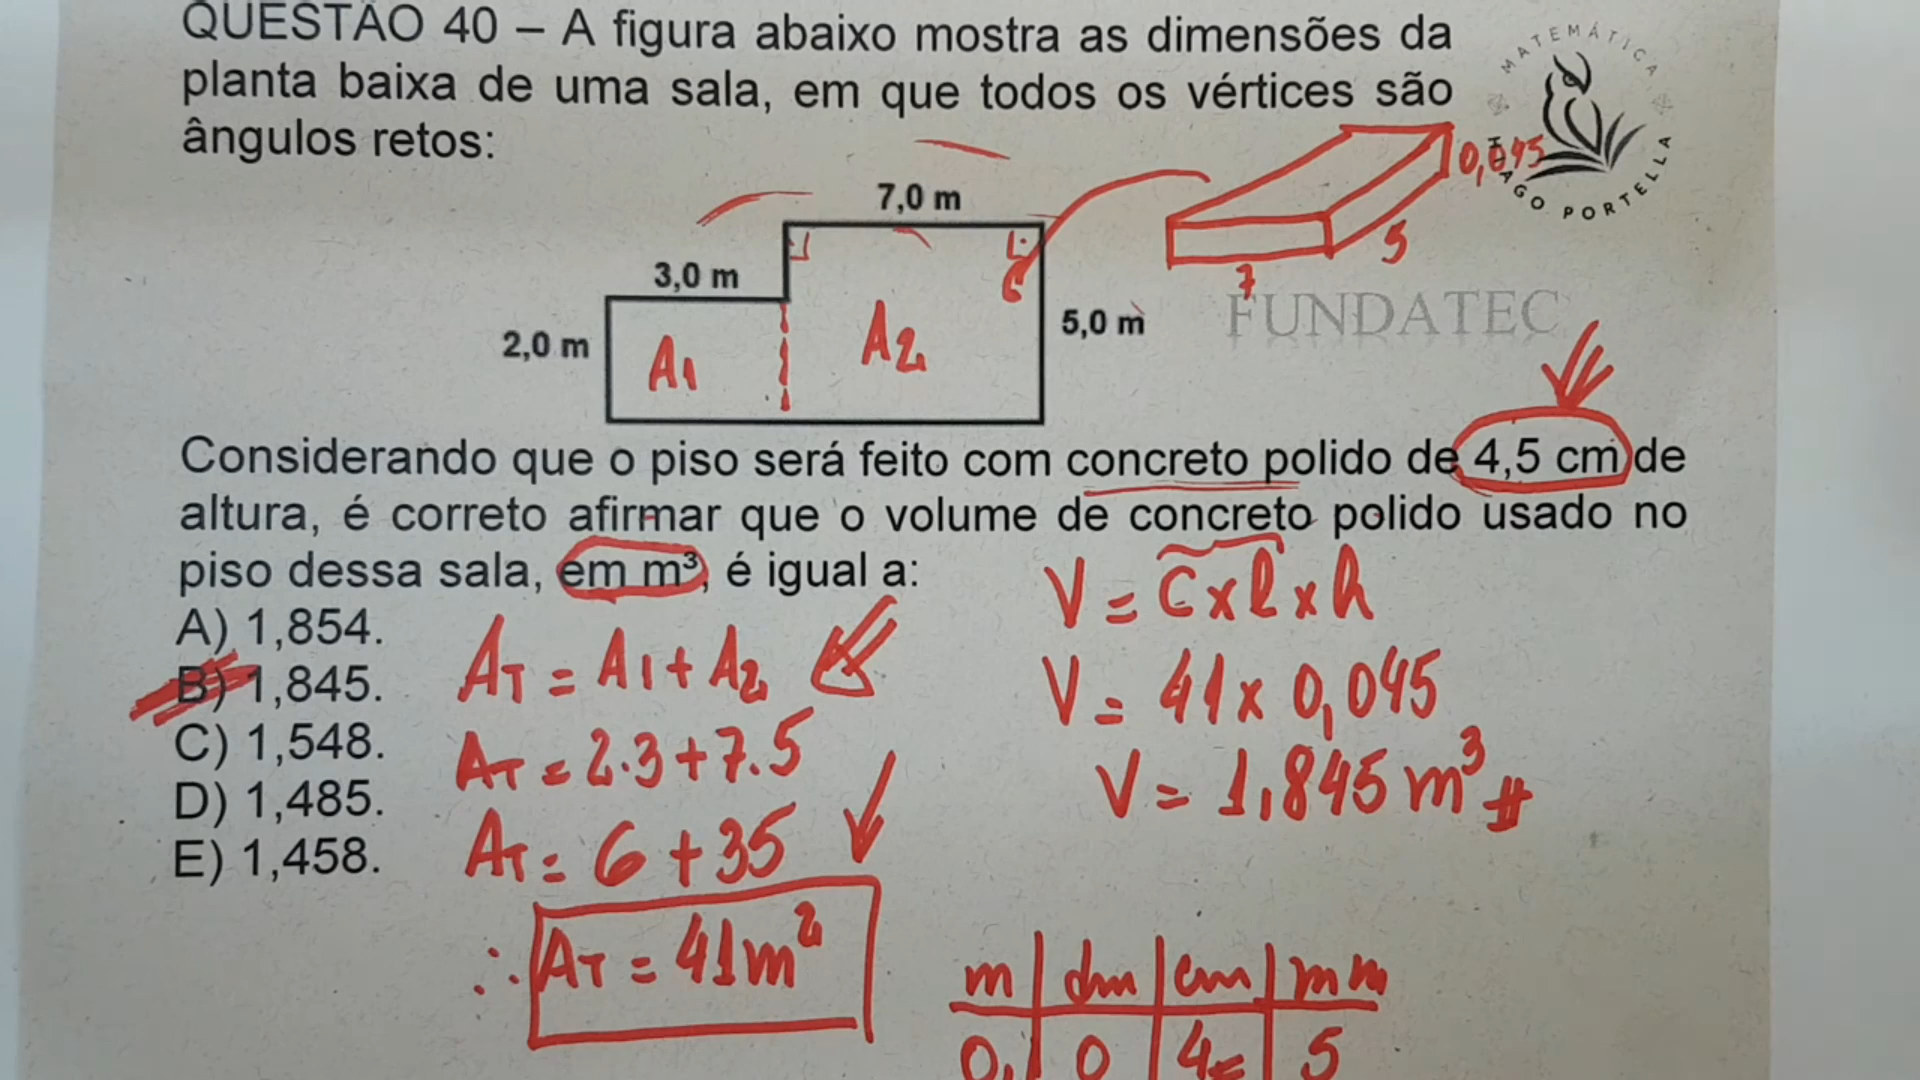 QUESTÃO 40 – A figura abaixo mostra as dimensões da
planta baixa de uma sala, em que todos os vértices são
ângulos retos:
MATEMÁTICA
THIAGO PORTELLA
0,045
7,0 m
3,0 m
2,0 m
5,0 m
A1
A2
7
5
FUNDATEC
Considerando que o piso será feito com concreto polido de 4,5 cm de
altura, é correto afirmar que o volume de concreto polido usado no
piso dessa sala, em m³, é igual a:
A) 1,854.
B) 1,845.
C) 1,548.
D) 1,485.
E) 1,458.
AT = A1 + A2
AT = 2.3 + 7.5
AT = 6 + 35
∴ AT = 41m²
V = c x l x h
V = 41 x 0,045
V = 1,845 m³ #
m | dm | cm | mm
0, | 0 | 4 | 5